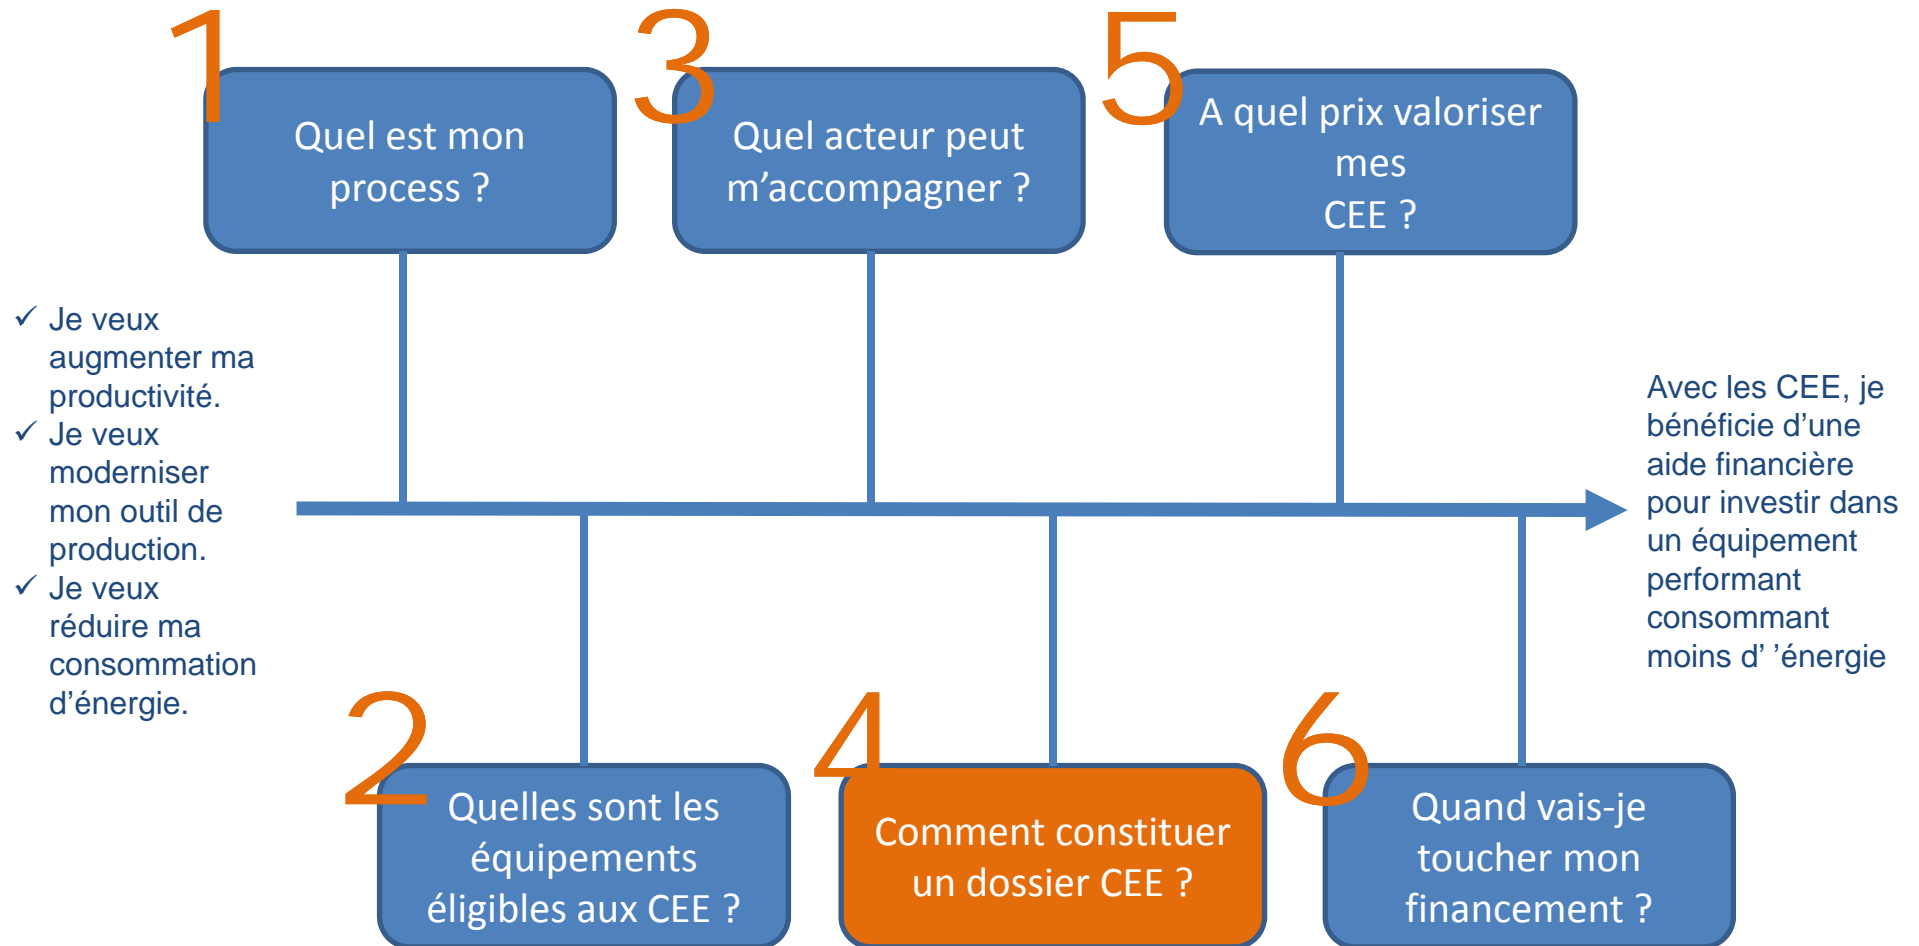 1
Quel est mon
process ?
3
Quel acteur peut
m’accompagner ?
5
A quel prix valoriser
mes
CEE ?
✓ Je veux
augmenter ma
productivité.
✓ Je veux
moderniser
mon outil de
production.
✓ Je veux
réduire ma
consommation
d’énergie.
Avec les CEE, je
bénéficie d’une
aide financière
pour investir dans
un équipement
performant
consommant
moins d’ ’énergie
2
Quelles sont les
équipements
éligibles aux CEE ?
4
Comment constituer
un dossier CEE ?
6
Quand vais-je
toucher mon
financement ?